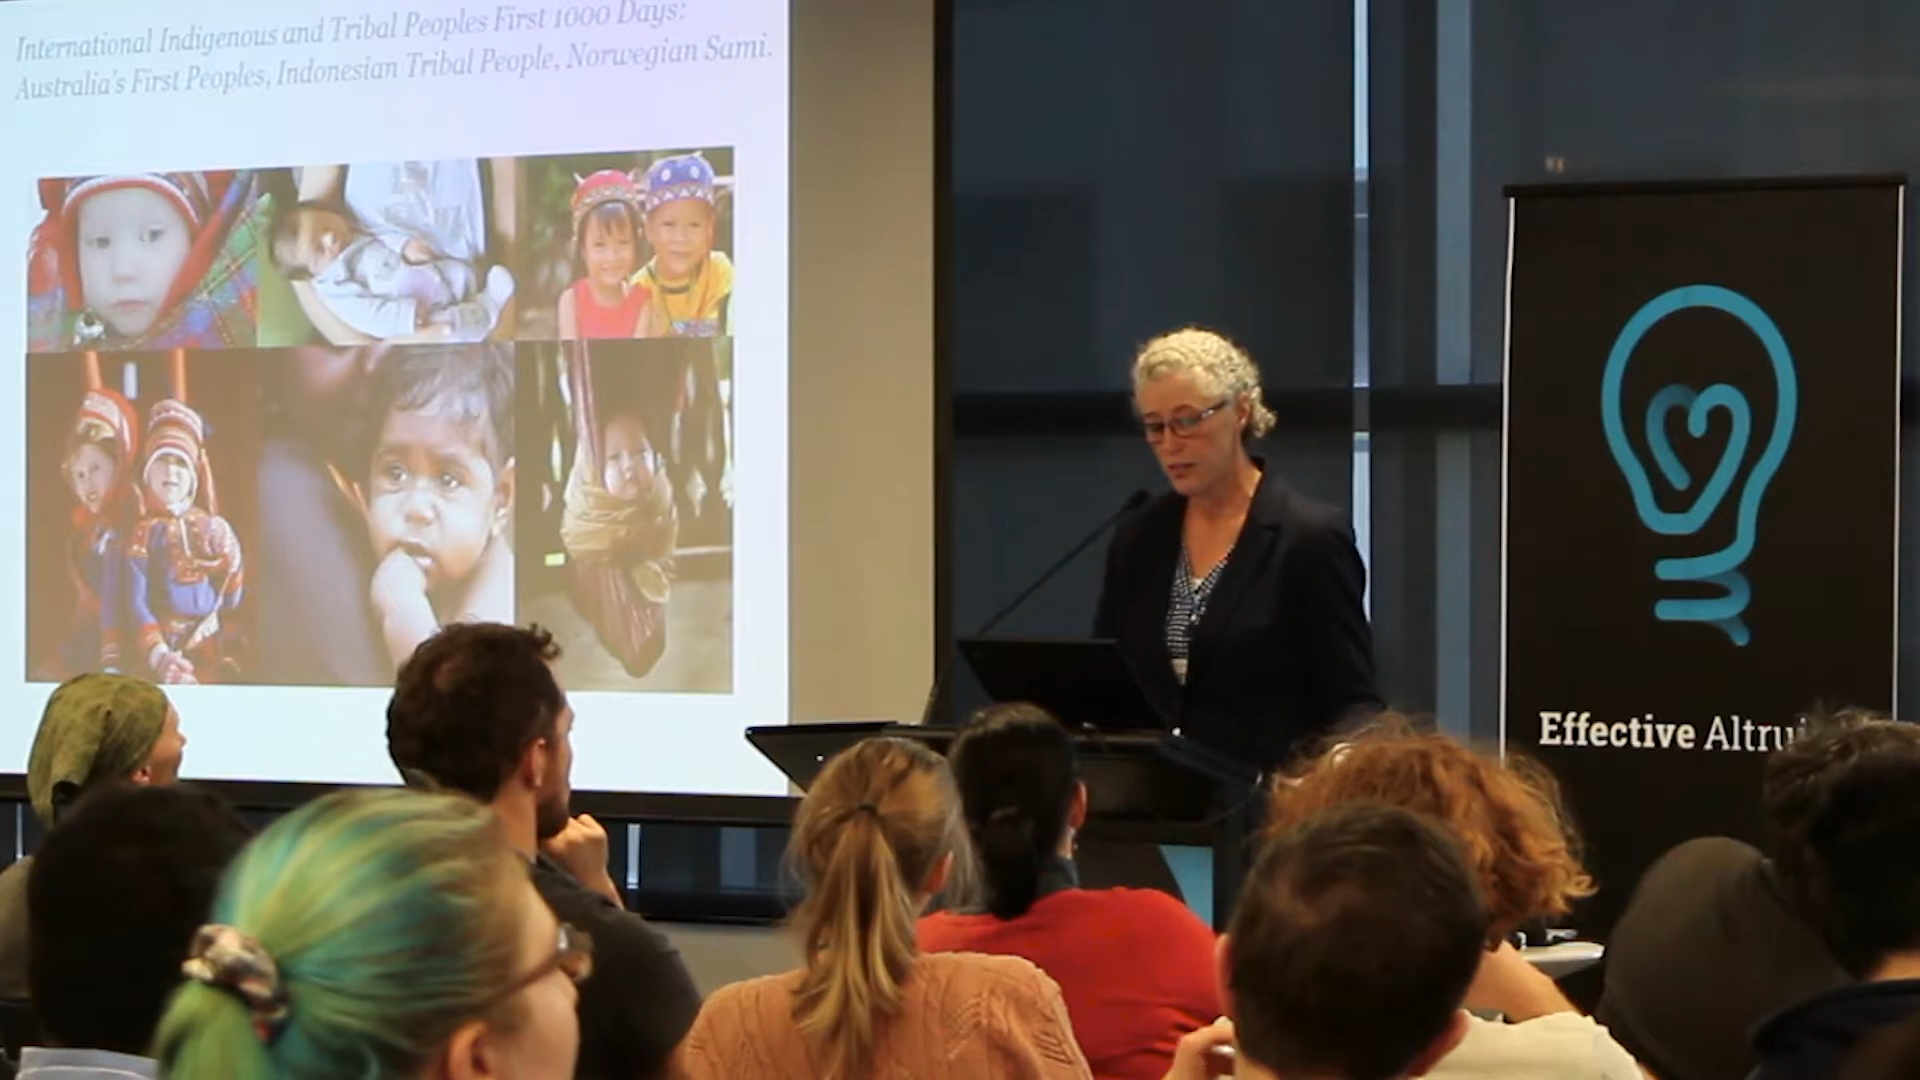 International Indigenous and Tribal Peoples First 1000 Days:
Australia's First Peoples, Indonesian Tribal People, Norwegian Sami.
Effective Altrui